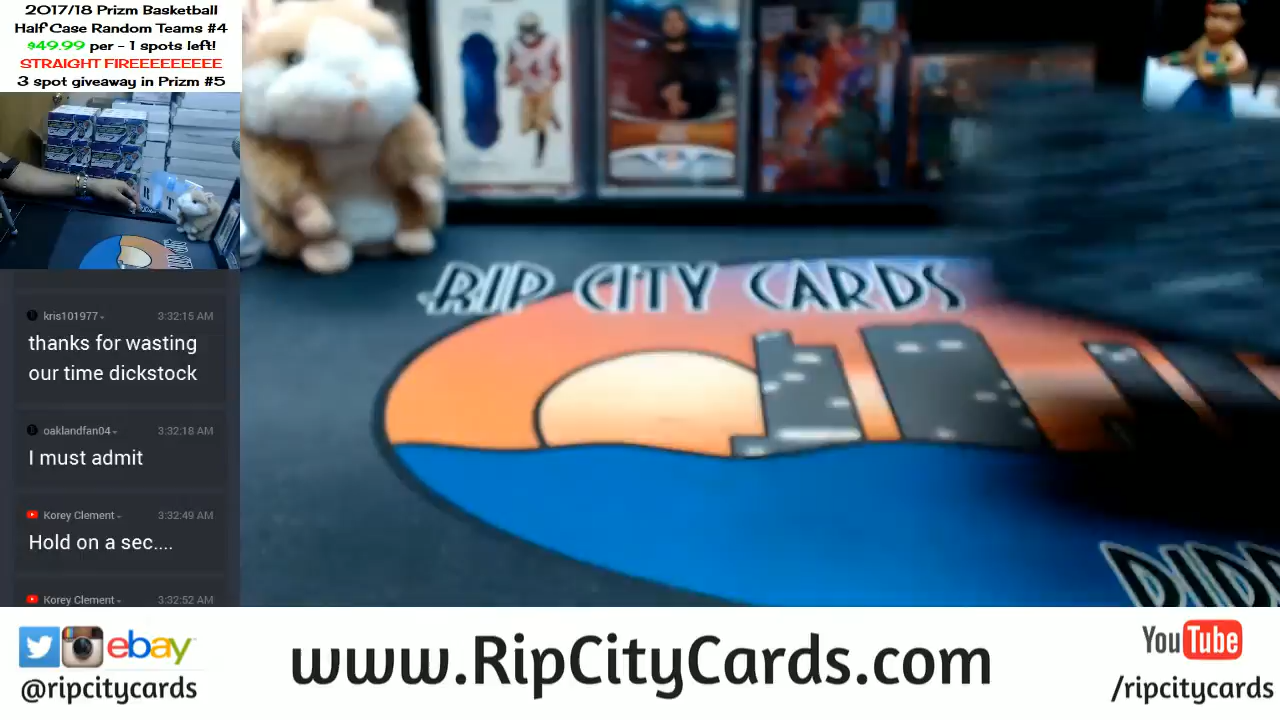 2017/18 Prizm Basketball
Half Case Random Teams #4
$49.99 per - 1 spots left!
STRAIGHT FIREEEEEEEEE
3 spot giveaway in Prizm #5
kris101977
3:32:15 AM
thanks for wasting
our time dickstock
oaklandfan04
3:32:18 AM
I must admit
Korey Clement
3:32:49 AM
Hold on a sec....
Korey Clement
3:32:52 AM
RIP CITY CARDS
ebay
@ripcitycards
www.RipCityCards.com
YouTube
/ripcitycards